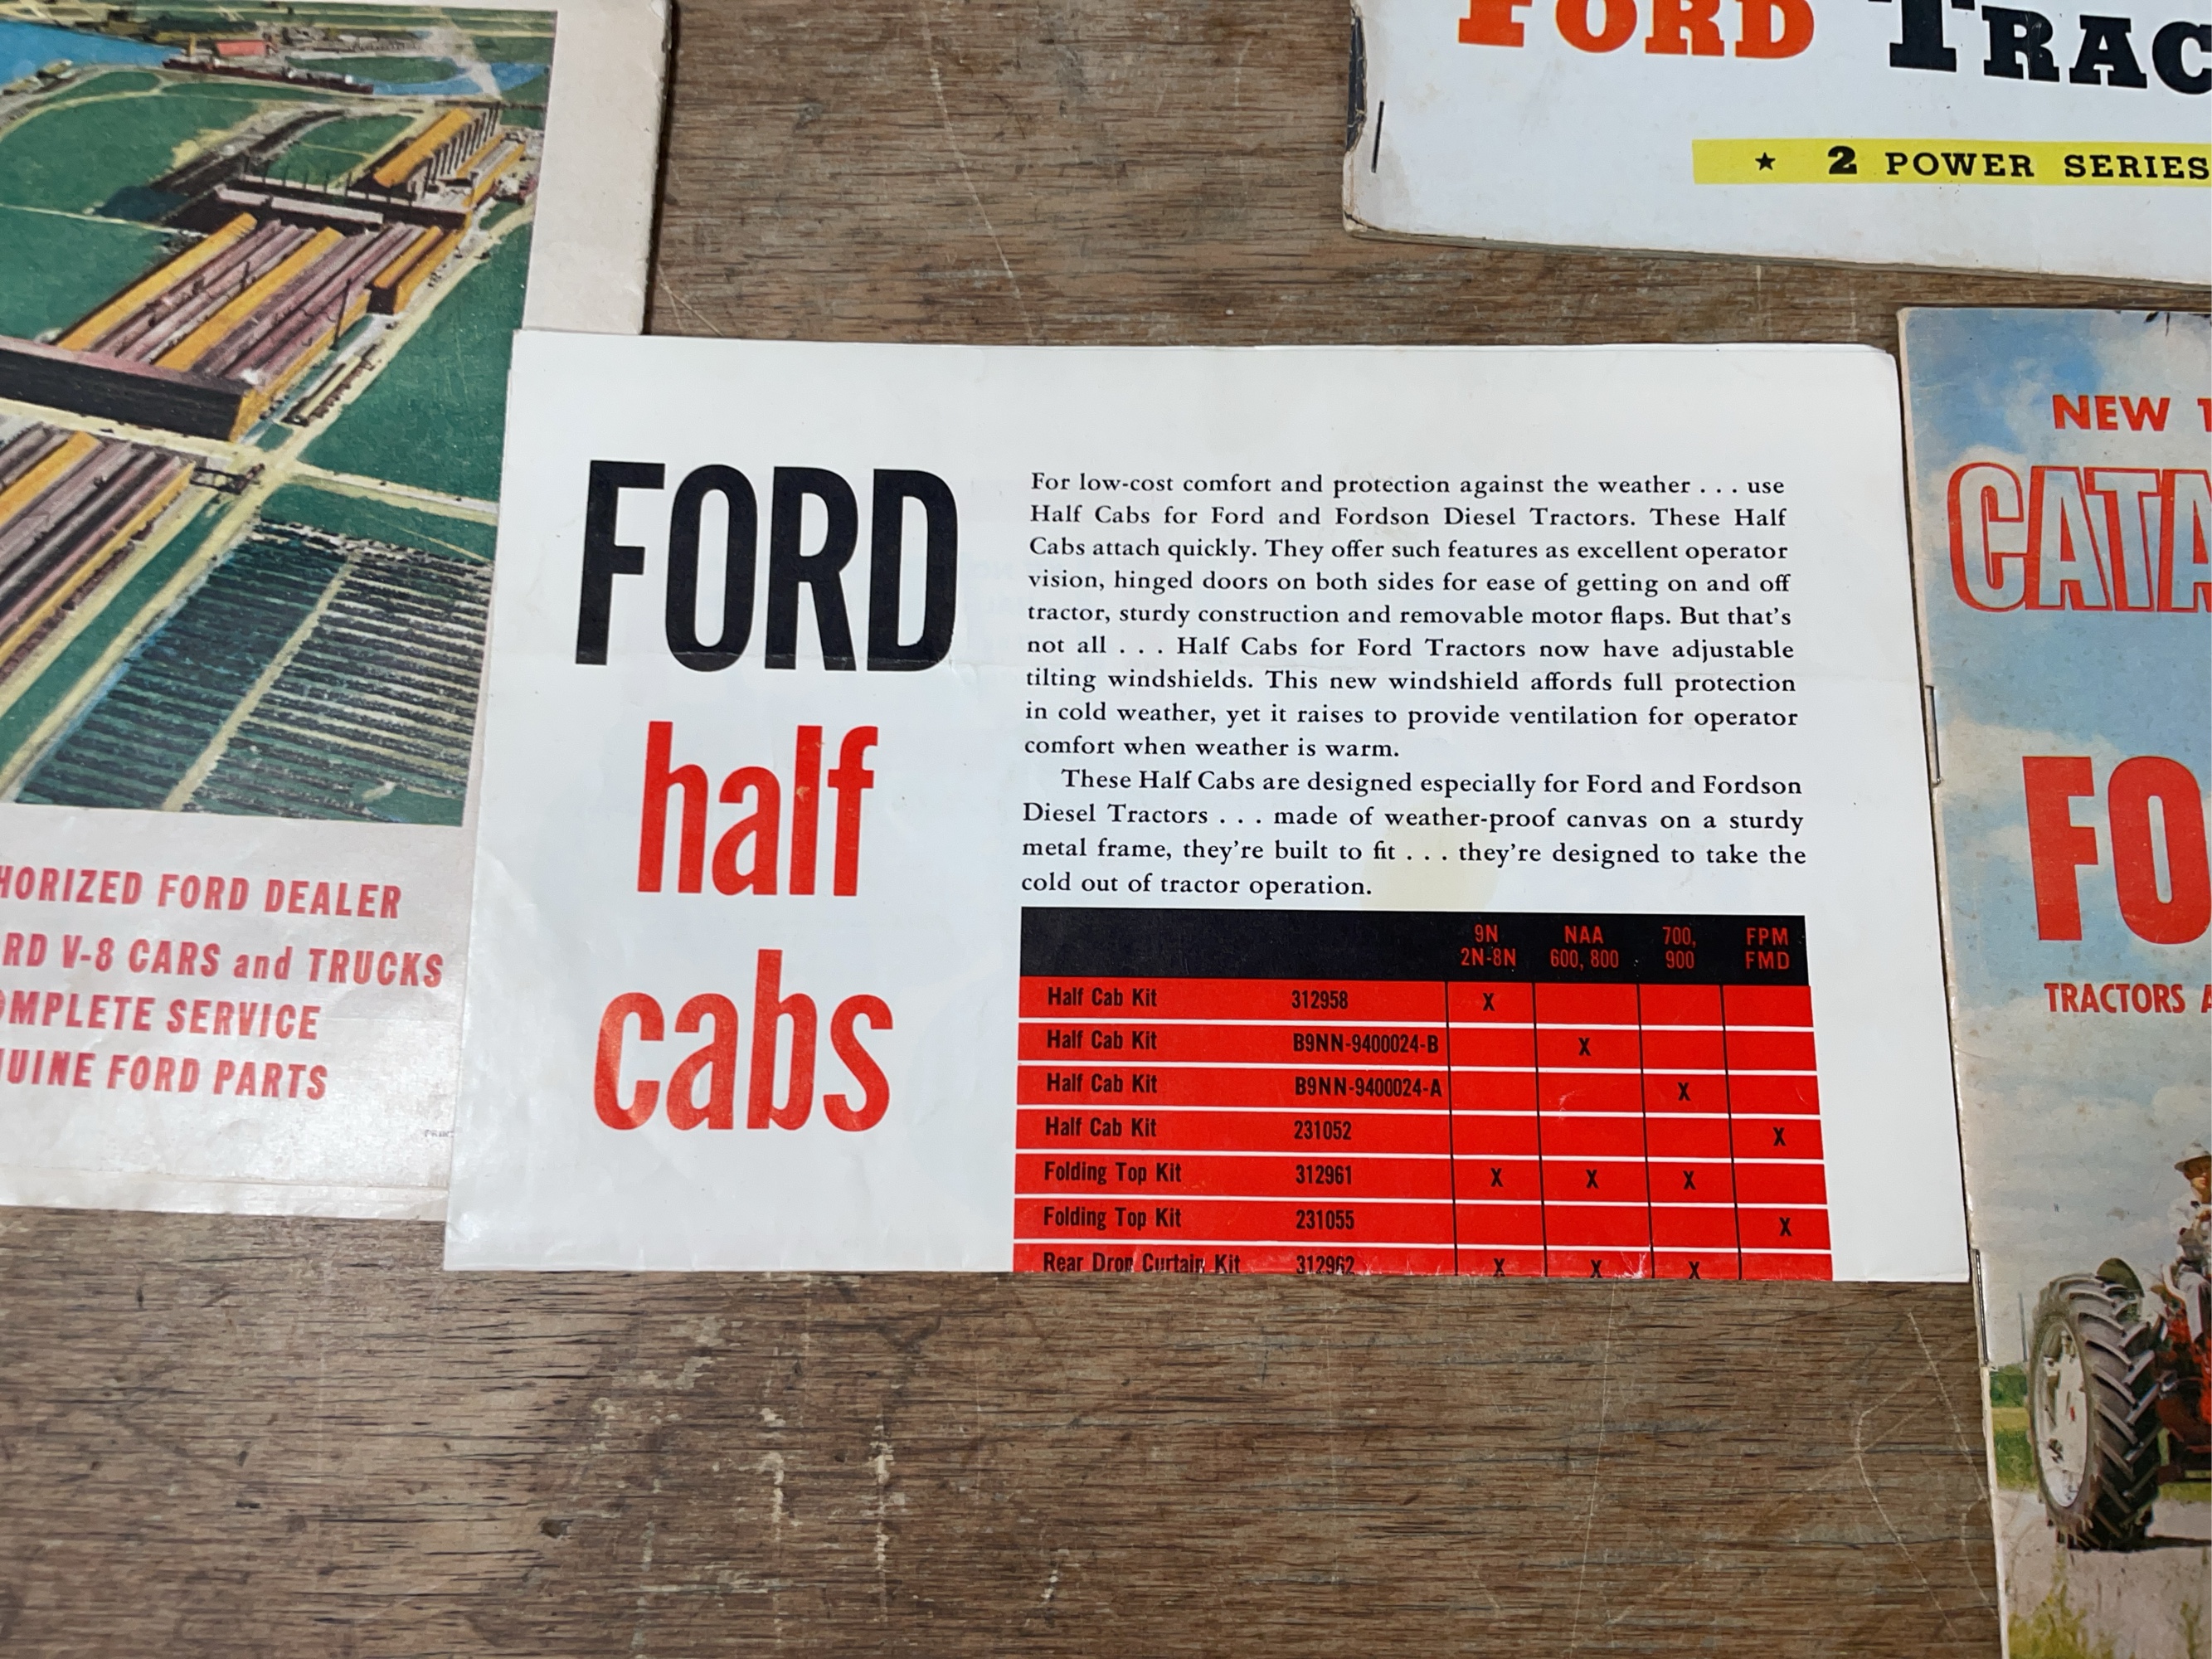 FORD TRAC
★ 2 POWER SERIES
HORIZED FORD DEALER
RD V-8 CARS and TRUCKS
OMPLETE SERVICE
UINE FORD PARTS
FORD
half
cabs
For low-cost comfort and protection against the weather . . . use
Half Cabs for Ford and Fordson Diesel Tractors. These Half
Cabs attach quickly. They offer such features as excellent operator
vision, hinged doors on both sides for ease of getting on and off
tractor, sturdy construction and removable motor flaps. But that's
not all . . . Half Cabs for Ford Tractors now have adjustable
tilting windshields. This new windshield affords full protection
in cold weather, yet it raises to provide ventilation for operator
comfort when weather is warm.
These Half Cabs are designed especially for Ford and Fordson
Diesel Tractors . . . made of weather-proof canvas on a sturdy
metal frame, they're built to fit . . . they're designed to take the
cold out of tractor operation.
9N NAA 700, FPM
2N-8N 600, 800 900 FMD
Half Cab Kit 312958 X
Half Cab Kit B9NN-9400024-B X
Half Cab Kit B9NN-9400024-A X
Half Cab Kit 231052 X
Folding Top Kit 312961 X X X
Folding Top Kit 231055 X
Rear Drop Curtain Kit 312962 X X X
NEW
CATA
FO
TRACTORS